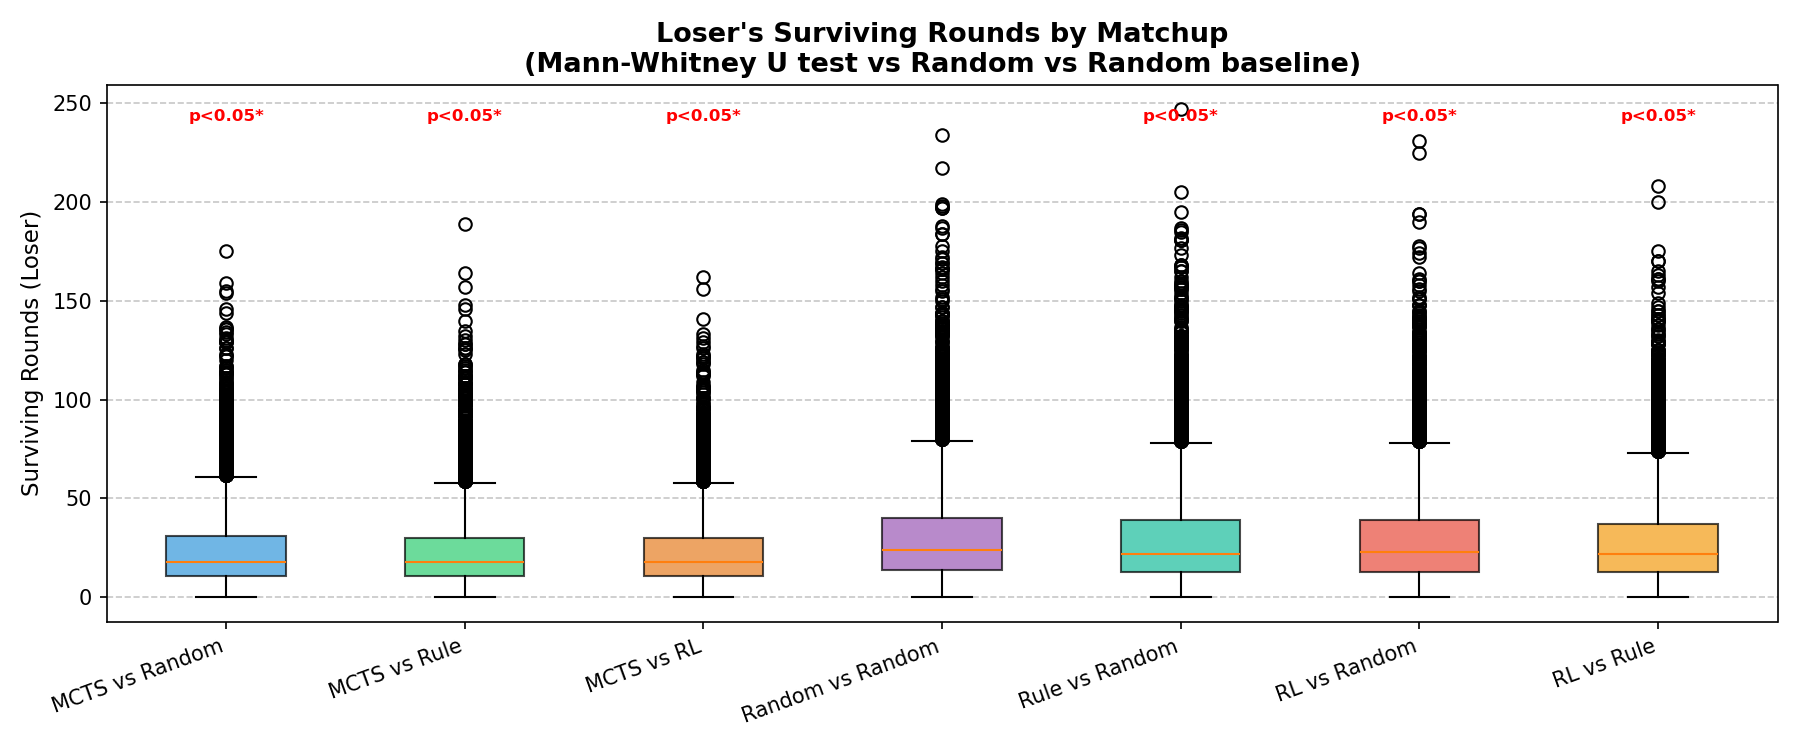 Loser's Surviving Rounds by Matchup
(Mann-Whitney U test vs Random vs Random baseline)
Surviving Rounds (Loser)
250
200
150
100
50
0
p<0.05*
p<0.05*
p<0.05*
p<0.05*
p<0.05*
p<0.05*
MCTS vs Random
MCTS vs Rule
MCTS vs RL
Random vs Random
Rule vs Random
RL vs Random
RL vs Rule